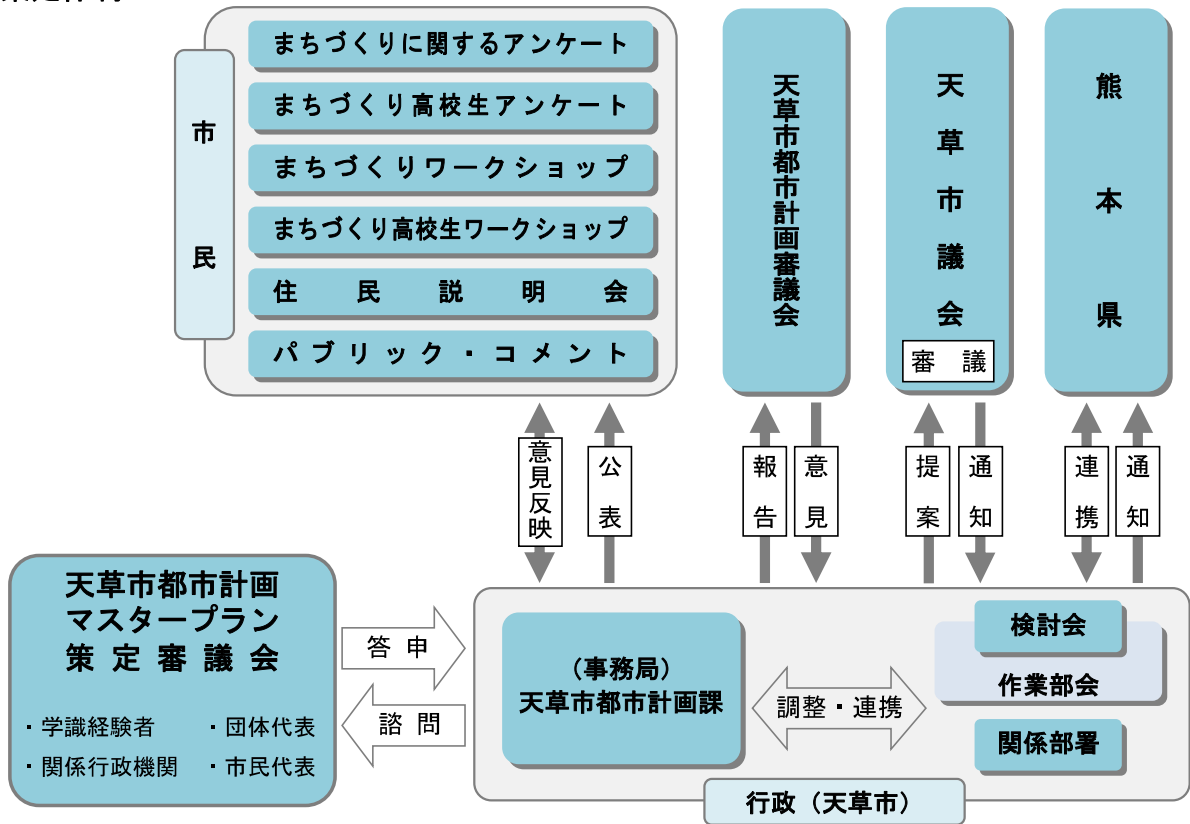 市民
まちづくりに関するアンケート
まちづくり高校生アンケート
まちづくりワークショップ
まちづくり高校生ワークショップ
住民説明会
パブリック・コメント
天草市都市計画審議会
天草市議会
審議
熊本県
意見反映
公表
報告
意見
提案
通知
連携
通知
天草市都市計画
マスタープラン
策定審議会
・学識経験者
・団体代表
・関係行政機関
・市民代表
答申
諮問
(事務局)
天草市都市計画課
調整・連携
検討会
作業部会
関係部署
行政(天草市)